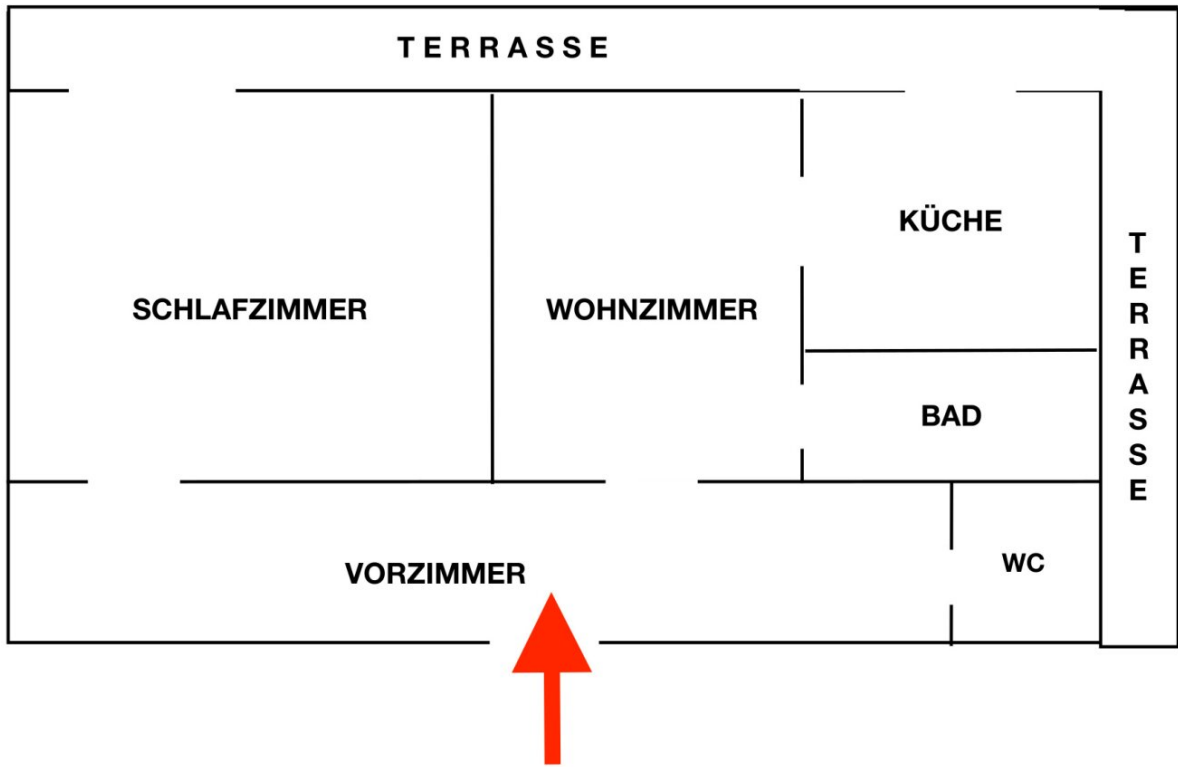 TERRASSE
KÜCHE
TERRASSE
SCHLAFZIMMER
WOHNZIMMER
BAD
VORZIMMER
WC